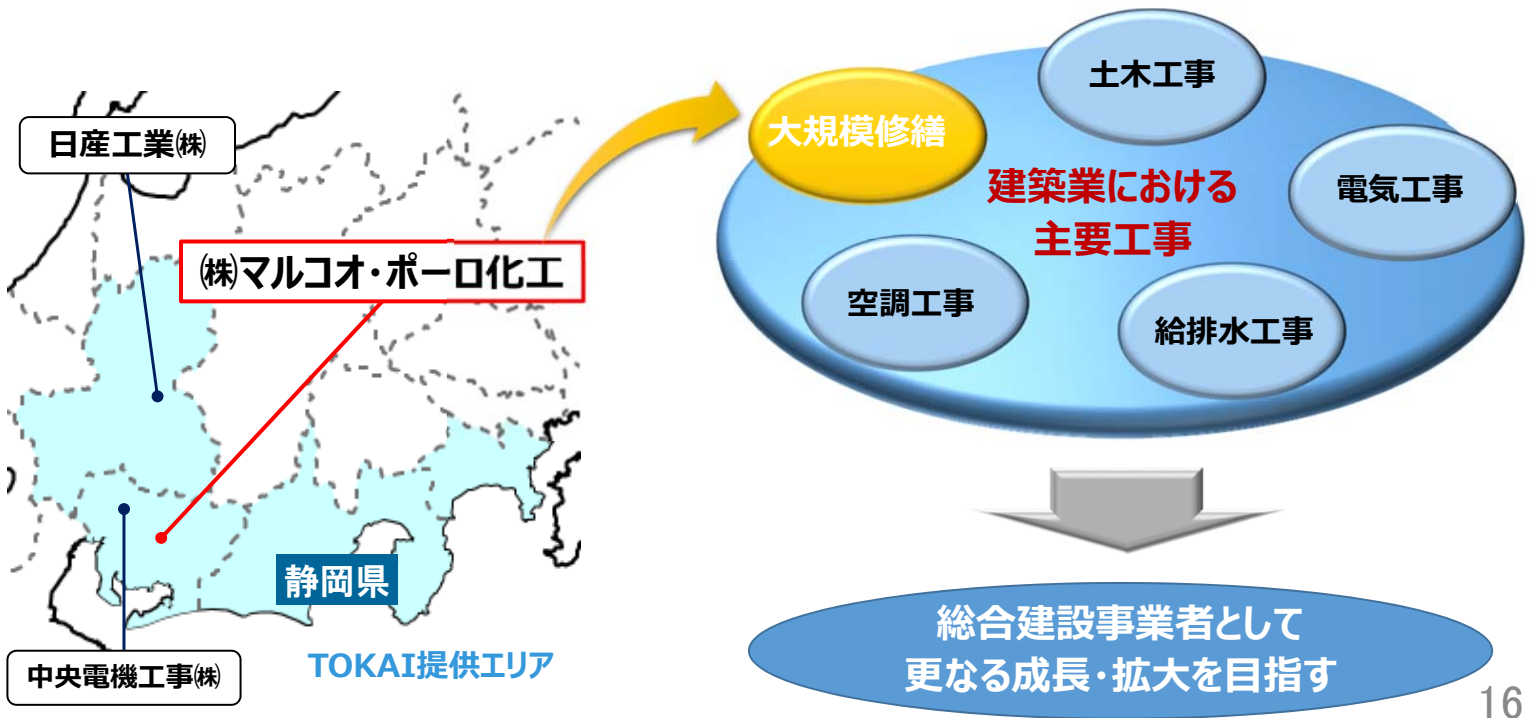 日産工業㈱
㈱マルコオ・ポーロ化工
静岡県
中央電機工事㈱
TOKAI提供エリア
大規模修繕
土木工事
電気工事
建築業における
主要工事
空調工事
給排水工事
総合建設事業者として
更なる成長・拡大を目指す
16